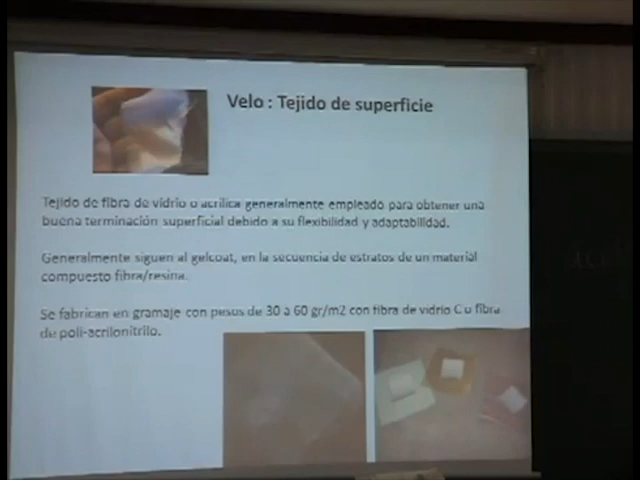 Velo : Tejido de superficie
Tejido de fibra de vidrio o acrilica generalmente empleado para obtener una
buena terminación superficial debido a su flexibilidad y adaptabilidad.
Generalmente siguen al gelcoat, en la secuencia de estratos de un material
compuesto fibra/resina.
Se fabrican en gramaje con pesos de 30 a 60 gr/m2 con fibra de vidrio C o fibra
de poli-acrilonitrilo.